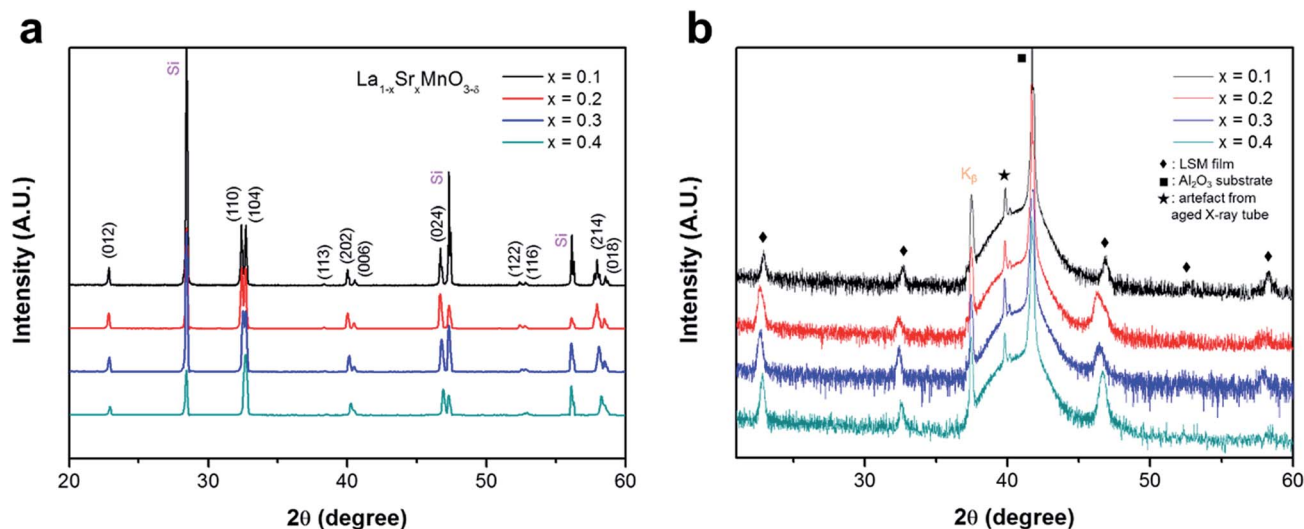 a
La1-xSrxMnO3-δ
x = 0.1
x = 0.2
x = 0.3
x = 0.4
Si
(012)
(110)
(104)
(113)
(202)
(006)
(024)
Si
(122)
(116)
Si
(214)
(018)
Intensity (A.U.)
20 30 40 50 60
2θ (degree)
b
x = 0.1
x = 0.2
x = 0.3
x = 0.4
♦ : LSM film
■ : Al2O3 substrate
★ : artefact from
aged X-ray tube
Kβ
Intensity (A.U.)
30 40 50 60
2θ (degree)